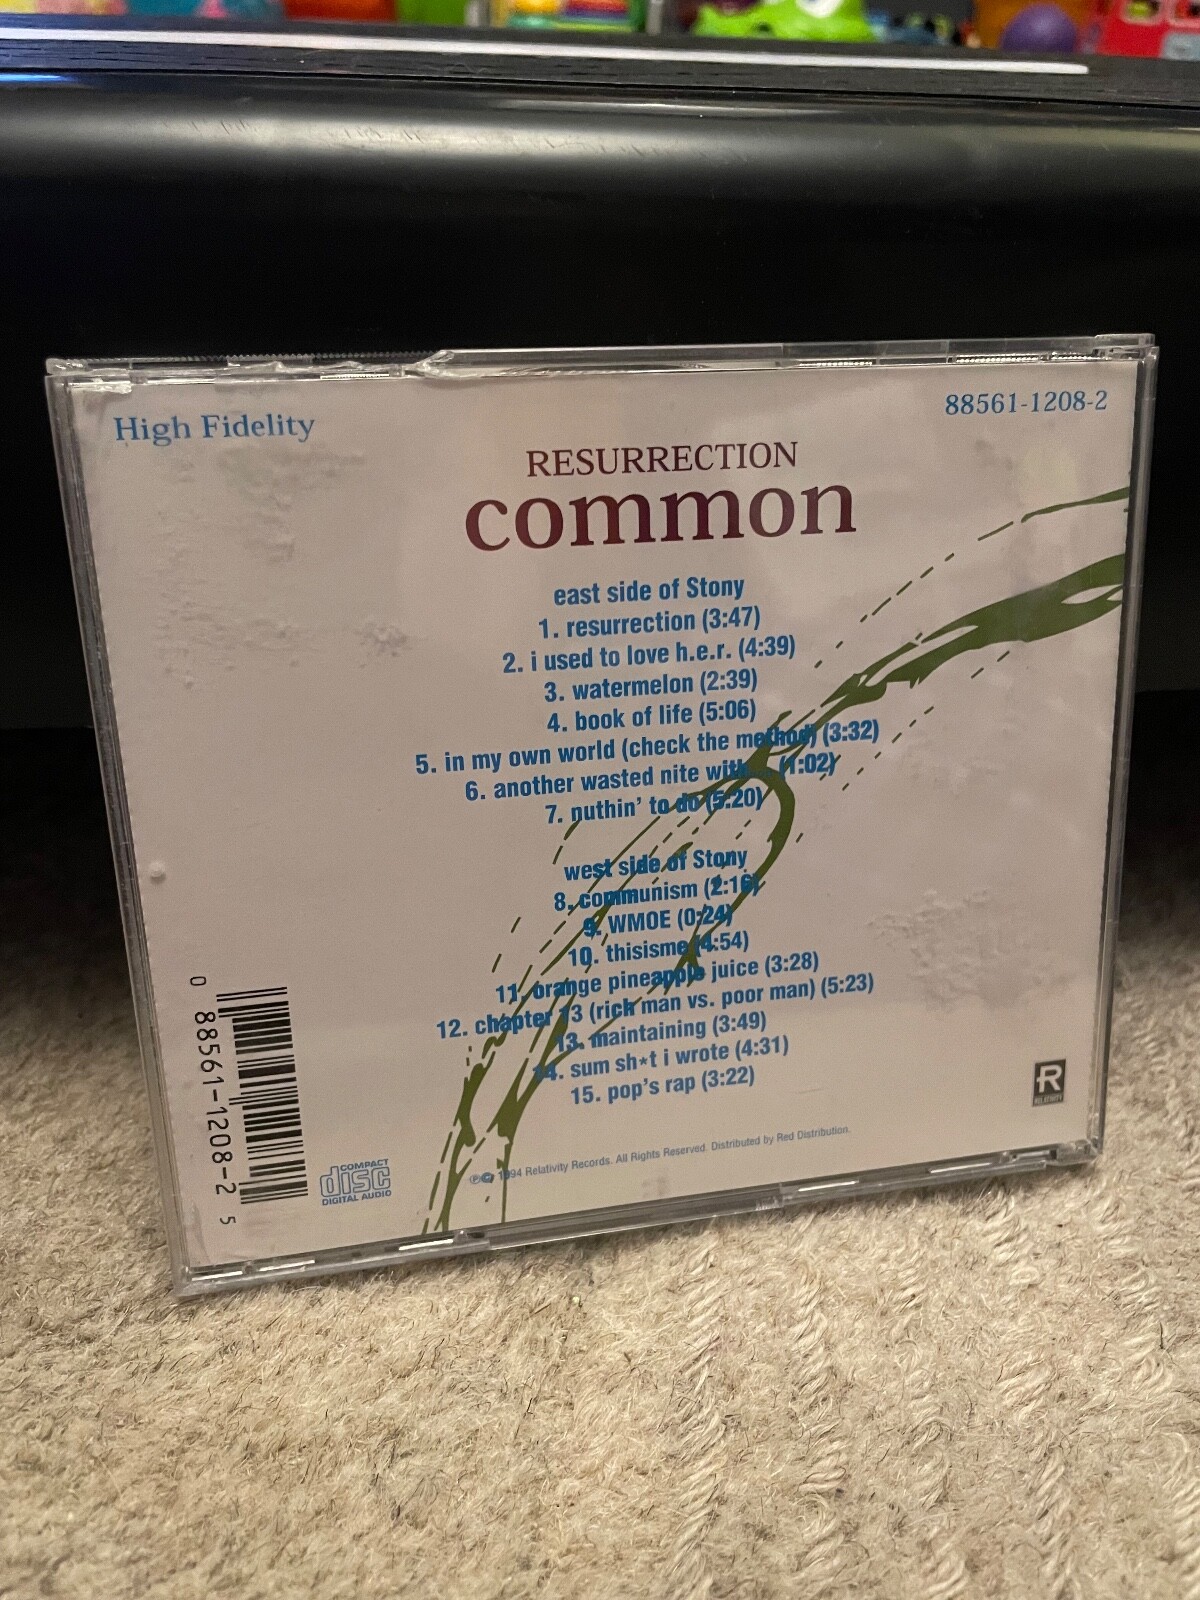 High Fidelity
88561-1208-2
RESURRECTION
common
east side of Stony
1. resurrection (3:47)
2. i used to love h.e.r. (4:39)
3. watermelon (2:39)
4. book of life (5:06)
5. in my own world (check the method) (3:32)
6. another wasted nite with... (1:02)
7. nuthin' to do (5:20)
west side of Stony
8. communism (2:16)
9. WMOE (0:24)
10. thisisme (4:54)
11. orange pineapple juice (3:28)
12. chapter 13 (rich man vs. poor man) (5:23)
13. maintaining (3:49)
14. sum sh*t i wrote (4:31)
15. pop's rap (3:22)
℗© 1994 Relativity Records. All Rights Reserved. Distributed by Red Distribution.
0 88561-1208-2 5
COMPACT
disc
DIGITAL AUDIO
R
RELATIVITY